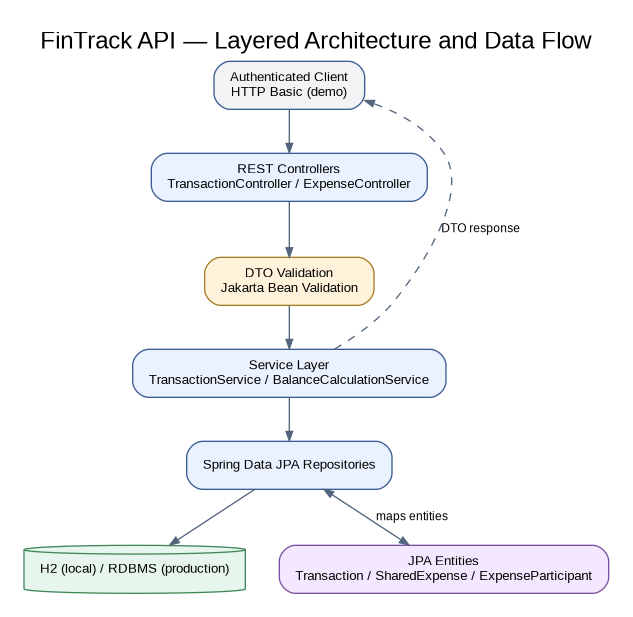 FinTrack API — Layered Architecture and Data Flow
Authenticated Client
HTTP Basic (demo)
REST Controllers
TransactionController / ExpenseController
DTO response
DTO Validation
Jakarta Bean Validation
Service Layer
TransactionService / BalanceCalculationService
Spring Data JPA Repositories
maps entities
H2 (local) / RDBMS (production)
JPA Entities
Transaction / SharedExpense / ExpenseParticipant